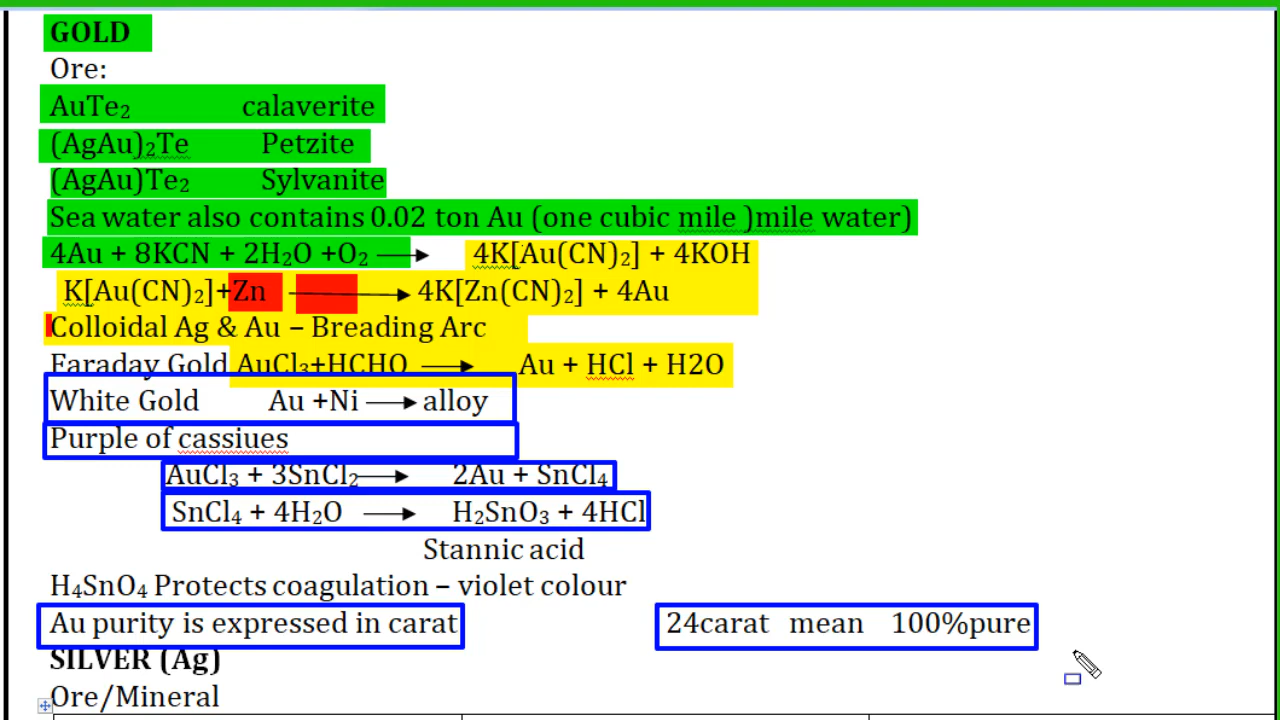 GOLD
Ore:
AuTe₂ calaverite
(AgAu)₂Te Petzite
(AgAu)Te₂ Sylvanite
Sea water also contains 0.02 ton Au (one cubic mile )mile water)
4Au + 8KCN + 2H₂O +O₂ ⟶ 4K[Au(CN)₂] + 4KOH
K[Au(CN)₂]+Zn ⟶ 4K[Zn(CN)₂] + 4Au
Colloidal Ag & Au – Breading Arc
Faraday Gold AuCl₃+HCHO ⟶ Au + HCl + H2O
White Gold Au +Ni ⟶ alloy
Purple of cassiues
AuCl₃ + 3SnCl₂ ⟶ 2Au + SnCl₄
SnCl₄ + 4H₂O ⟶ H₂SnO₃ + 4HCl
Stannic acid
H₄SnO₄ Protects coagulation – violet colour
Au purity is expressed in carat 24carat mean 100%pure
SILVER (Ag)
Ore/Mineral